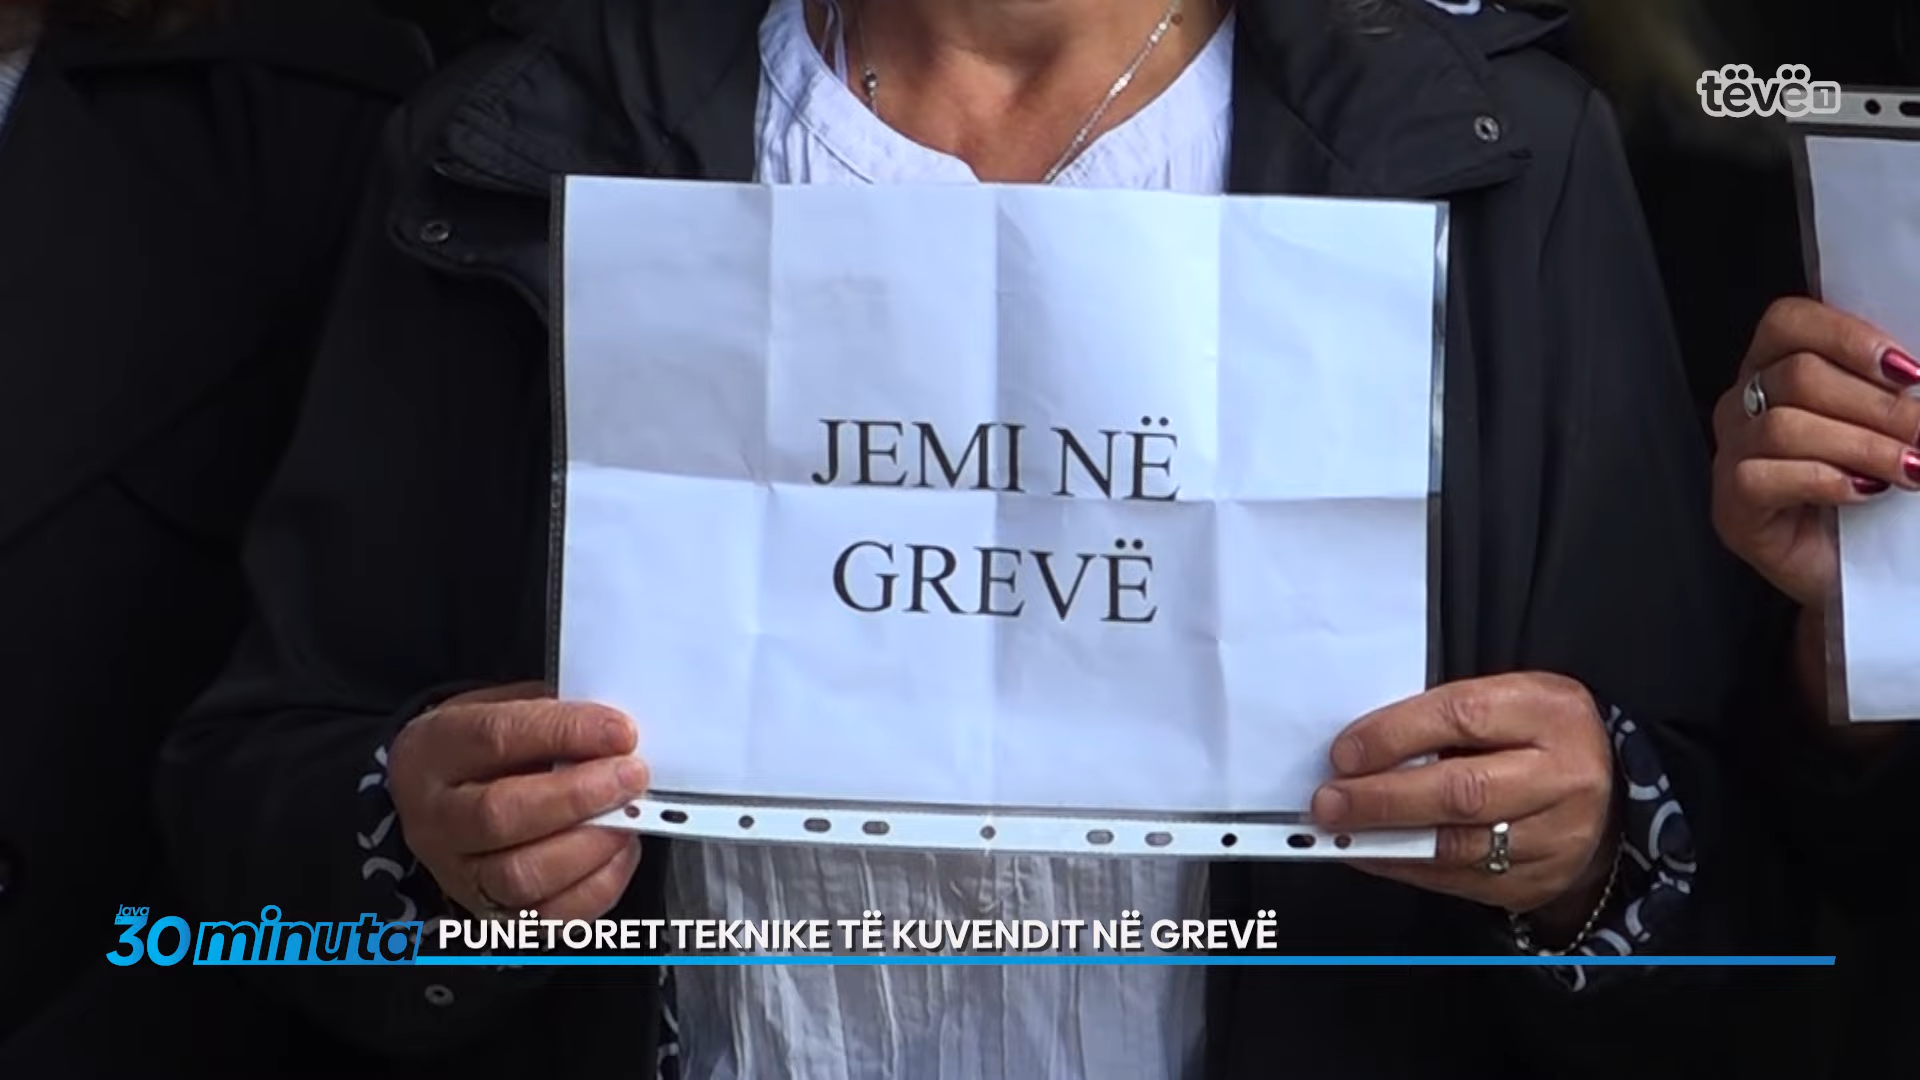 tëvë1
JEMI NË
GREVË
Java
30minuta
PUNËTORET TEKNIKE TË KUVENDIT NË GREVË